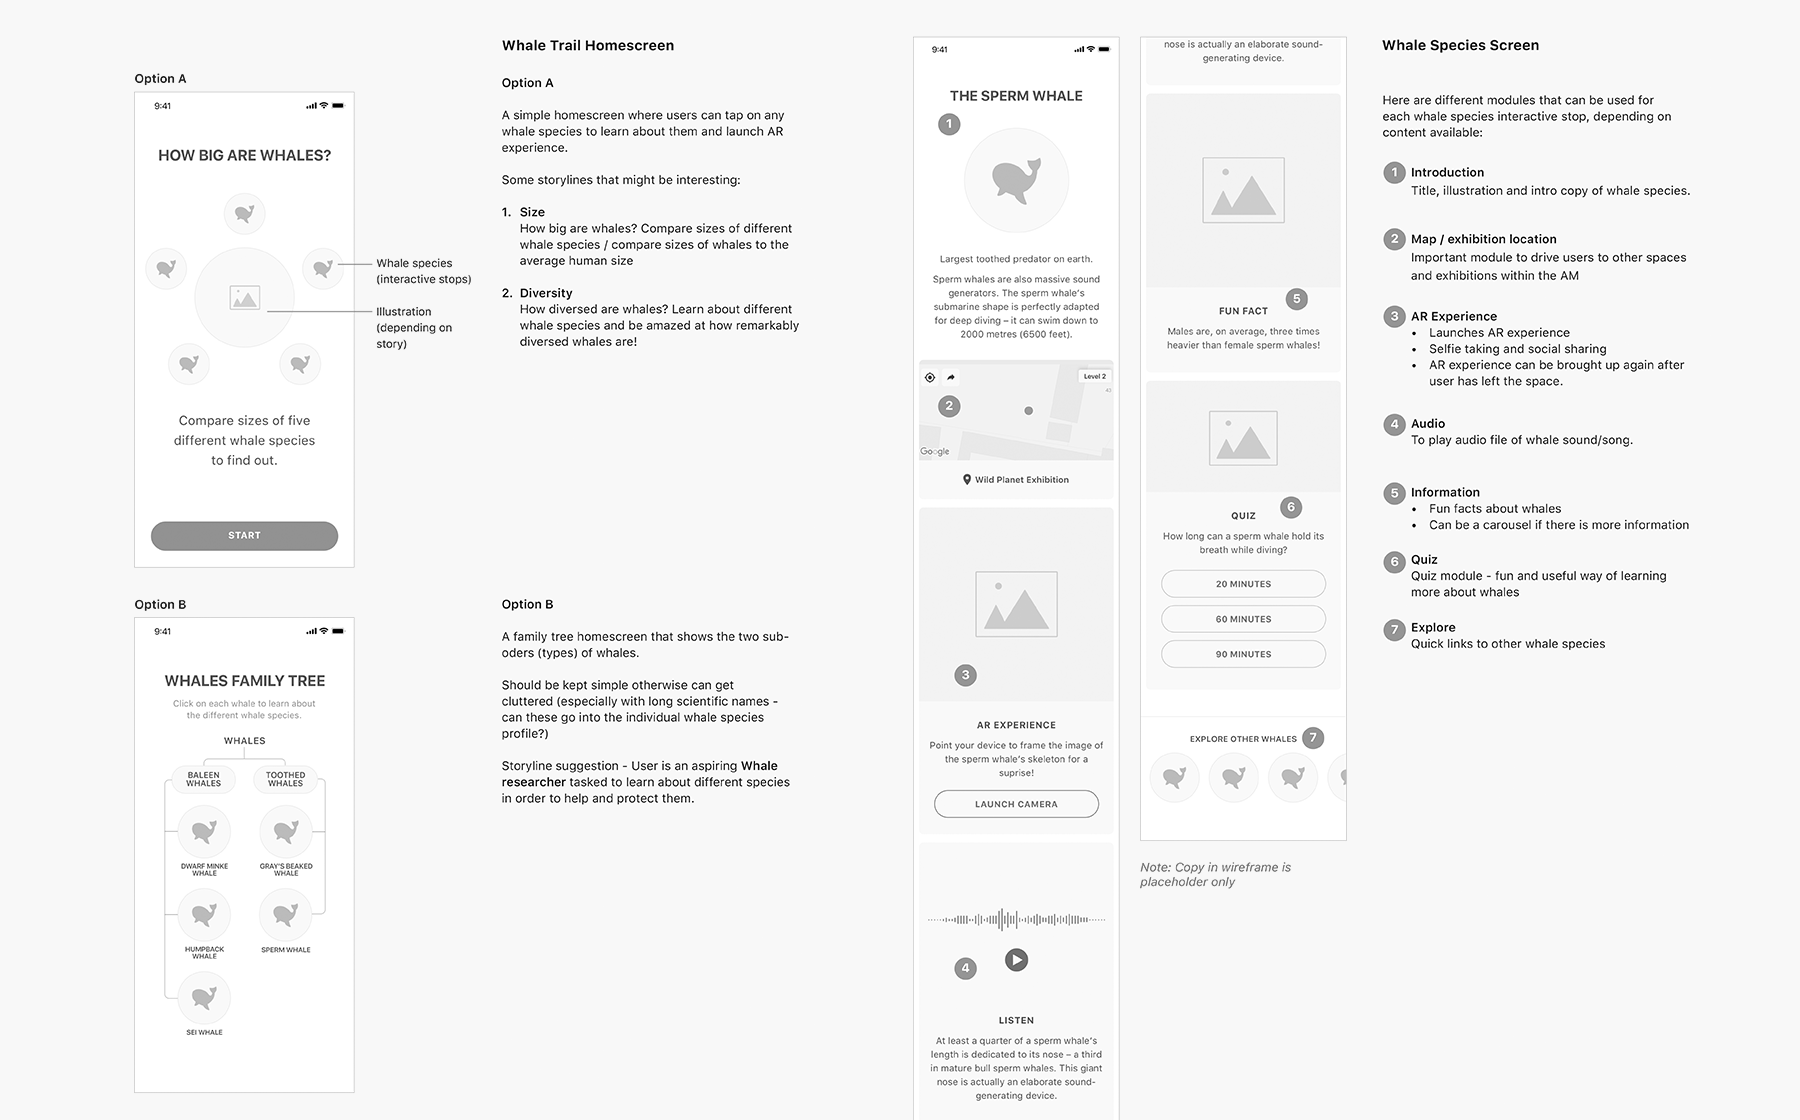 Option A
9:41
HOW BIG ARE WHALES?
Whale species
(interactive stops)
Illustration
(depending on
story)
Compare sizes of five
different whale species
to find out.
START
Option B
9:41
WHALES FAMILY TREE
Click on each whale to learn about
the different whale species.
WHALES
BALEEN
WHALES
TOOTHED
WHALES
DWARF MINKE
WHALE
GRAY'S BEAKED
WHALE
HUMPBACK
WHALE
SPERM WHALE
SEI WHALE
Whale Trail Homescreen
Option A
A simple homescreen where users can tap on any
whale species to learn about them and launch AR
experience.
Some storylines that might be interesting:
1. Size
How big are whales? Compare sizes of different
whale species / compare sizes of whales to the
average human size
2. Diversity
How diversed are whales? Learn about different
whale species and be amazed at how remarkably
diversed whales are!
Option B
A family tree homescreen that shows the two sub-
oders (types) of whales.
Should be kept simple otherwise can get
cluttered (especially with long scientific names -
can these go into the individual whale species
profile?)
Storyline suggestion - User is an aspiring Whale
researcher tasked to learn about different species
in order to help and protect them.
9:41
THE SPERM WHALE
1
Largest toothed predator on earth.
Sperm whales are also massive sound
generators. The sperm whale's
submarine shape is perfectly adapted
for deep diving – it can swim down to
2000 metres (6500 feet).
Level 2
43
2
Google
Wild Planet Exhibition
3
AR EXPERIENCE
Point your device to frame the image of
the sperm whale's skeleton for a
suprise!
LAUNCH CAMERA
4
LISTEN
At least a quarter of a sperm whale's
length is dedicated to its nose – a third
in mature bull sperm whales. This giant
nose is actually an elaborate sound-
generating device.
nose is actually an elaborate sound-
generating device.
5
FUN FACT
Males are, on average, three times
heavier than female sperm whales!
6
QUIZ
How long can a sperm whale hold its
breath while diving?
20 MINUTES
60 MINUTES
90 MINUTES
EXPLORE OTHER WHALES
7
Note: Copy in wireframe is
placeholder only
Whale Species Screen
Here are different modules that can be used for
each whale species interactive stop, depending on
content available:
1 Introduction
Title, illustration and intro copy of whale species.
2 Map / exhibition location
Important module to drive users to other spaces
and exhibitions within the AM
3 AR Experience
• Launches AR experience
• Selfie taking and social sharing
• AR experience can be brought up again after
user has left the space.
4 Audio
To play audio file of whale sound/song.
5 Information
• Fun facts about whales
• Can be a carousel if there is more information
6 Quiz
Quiz module - fun and useful way of learning
more about whales
7 Explore
Quick links to other whale species